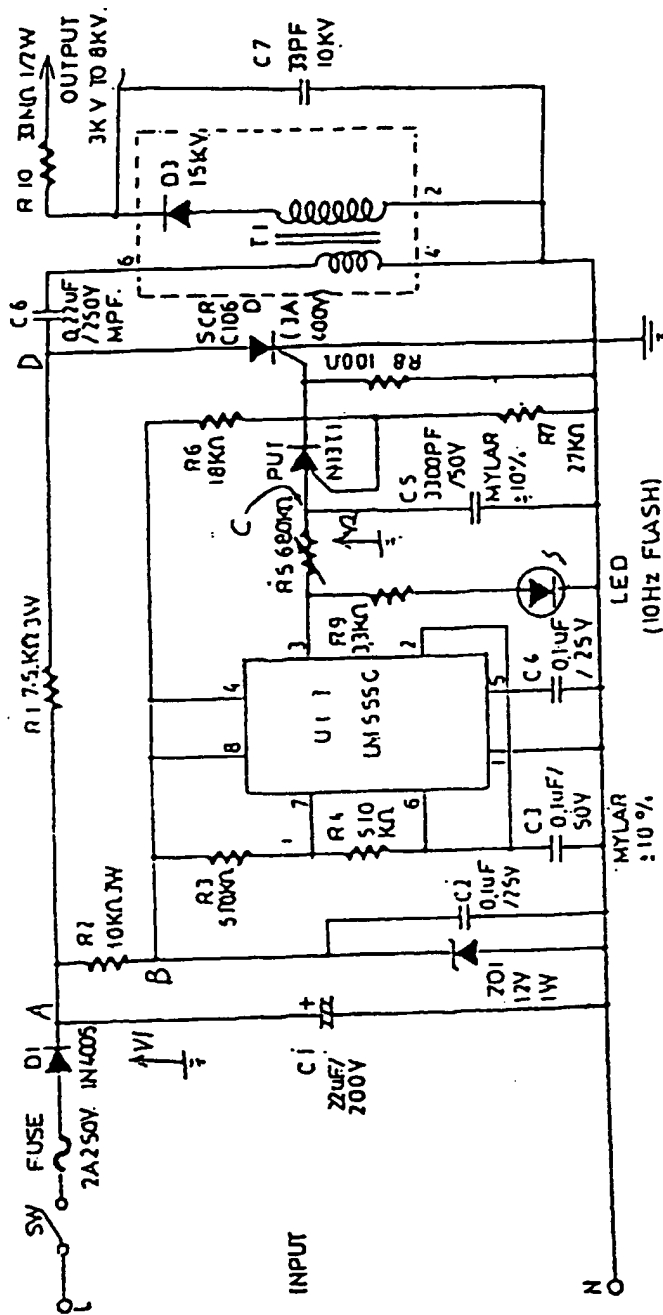 SW
L
FUSE
2A 250V.
D1
1N4005
A
V1
R2
10KΩ 3W
B
C1
22uF/
200V
+
ZD1
12V
1W
C2
0.1uF
/25V
INPUT
N
R1 7.5KΩ 3W
R3
510KΩ
R4
510
KΩ
7
6
8
4
3
2
5
1
1
U1
LM555C
C3
0.1uF/
50V
MYLAR
±10%
C4
0.1uF
/25V
R9
3.3KΩ
LED
(10Hz FLASH)
R5 680KΩ
V2
C
C5
3300PF
/50V
MYLAR
±10%
PUT
N13T1
R6
18KΩ
R7
27KΩ
R8 100Ω
D
SCR
C106
D
(3A)
400V
C6
0.22uF
/250V
MPF.
6
4
T1
2
D3
15KV.
C7
33PF
10KV
R10
33MΩ 1/2W
OUTPUT
3KV TO 8KV.